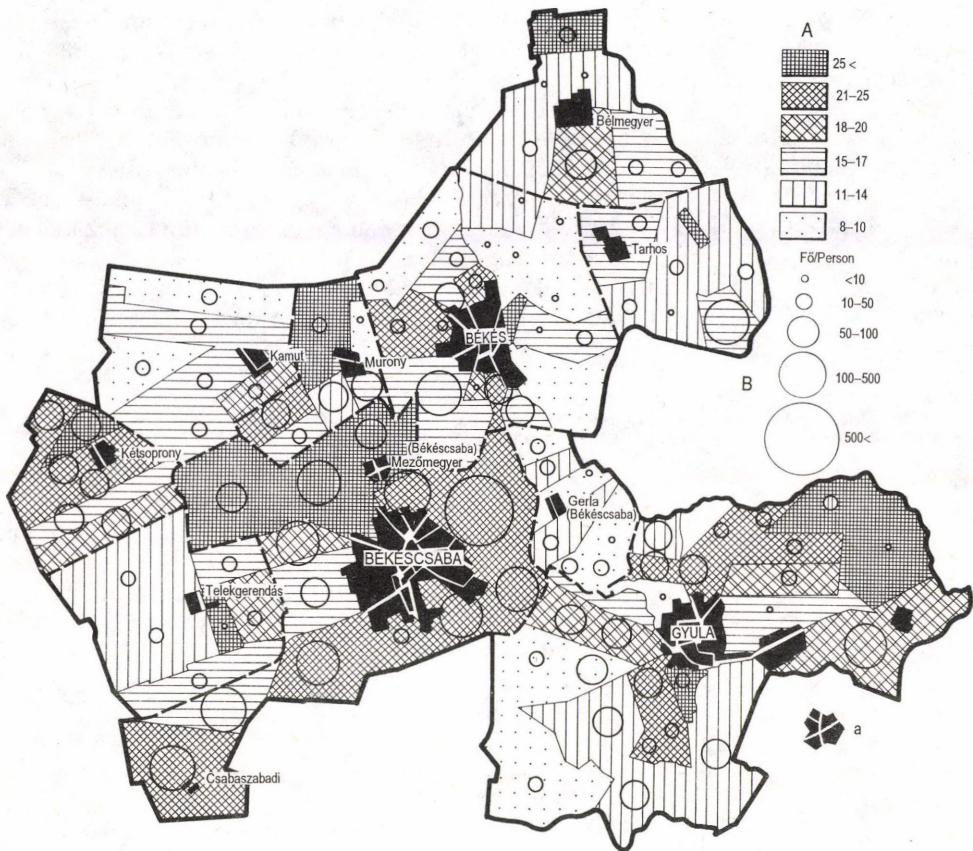 A
25 <
21–25
18–20
15–17
11–14
8–10
Fő/Person
<10
10–50
50–100
B
100–500
500<
Bélmegyer
Tarhos
BÉKÉS
Kamut
Murony
Kétsoprony
(Békéscsaba)
Mezőmegyer
Gerla
(Békéscsaba)
BÉKÉSCSABA
Telekgerendás
GYULA
a
Csabaszabadi